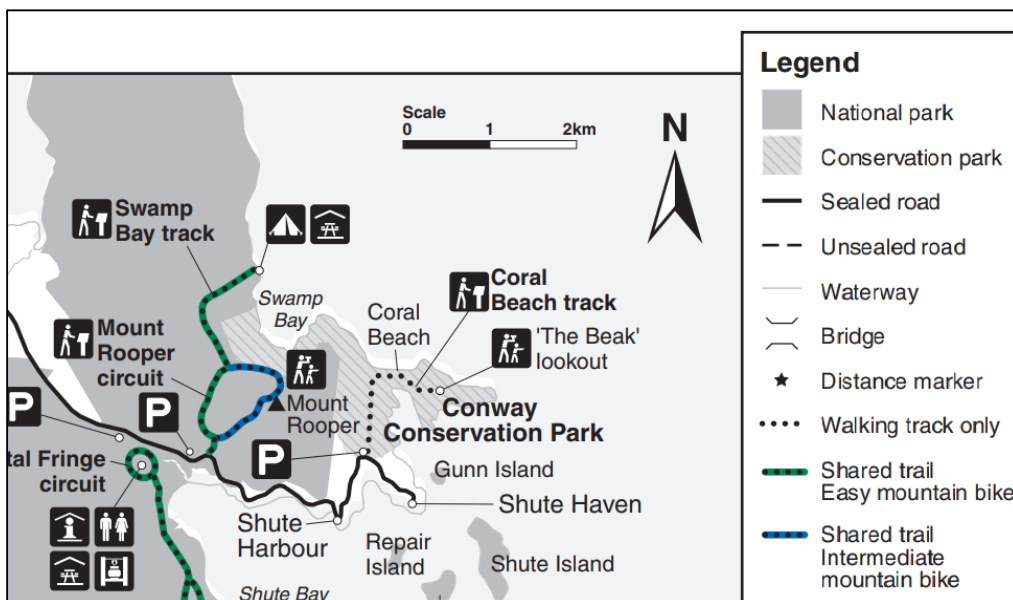 Scale
0 1 2km
N
Swamp
Bay track
Swamp
Bay
Coral
Beach track
Coral
Beach
'The Beak'
lookout
Mount
Rooper
circuit
P
P
Mount
Rooper
Conway
Conservation Park
P
tal Fringe
circuit
Gunn Island
Shute Haven
Shute
Harbour
Repair
Island
Shute Island
Shute Bay
Legend
National park
Conservation park
Sealed road
Unsealed road
Waterway
Bridge
Distance marker
Walking track only
Shared trail
Easy mountain bike
Shared trail
Intermediate
mountain bike